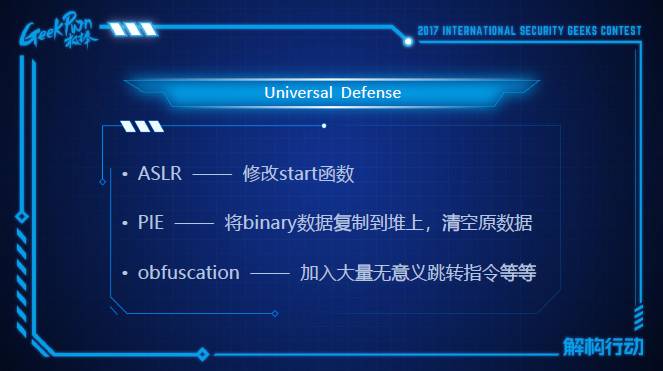 GeekPwn
2017 INTERNATIONAL SECURITY GEEKS CONTEST
Universal Defense
• ASLR —— 修改start函数
• PIE —— 将binary数据复制到堆上，清空原数据
• obfuscation —— 加入大量无意义跳转指令等等
解构行动